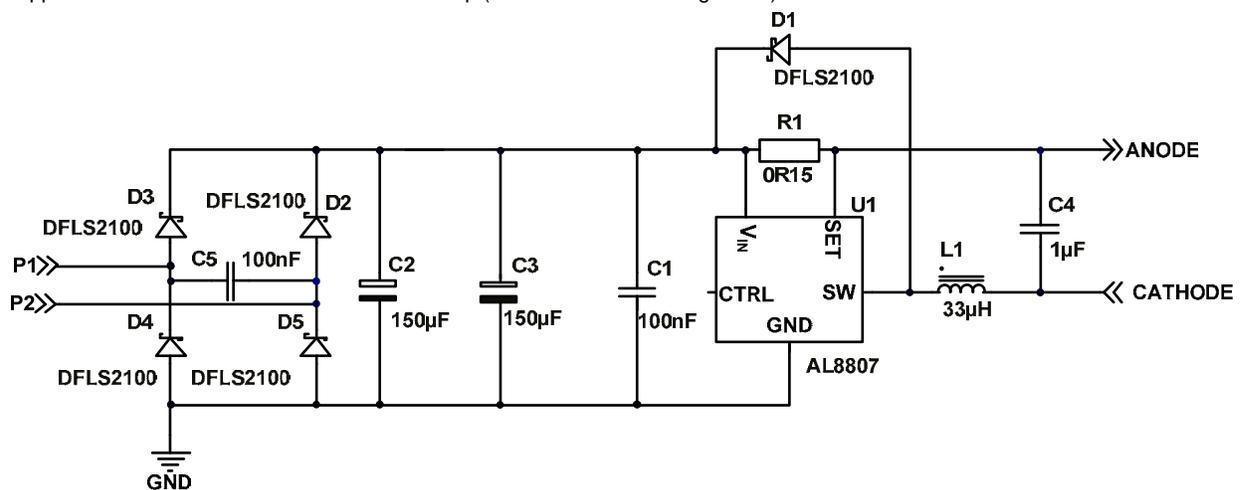 D1
DFLS2100
R1
ANODE
0R15
D3
DFLS2100
D2
U1
DFLS2100
VIN
SET
C4
P1
C5
100nF
C2
C3
C1
L1
1µF
P2
CTRL
SW
CATHODE
D4
D5
150µF
150µF
100nF
GND
33µH
AL8807
DFLS2100
DFLS2100
GND